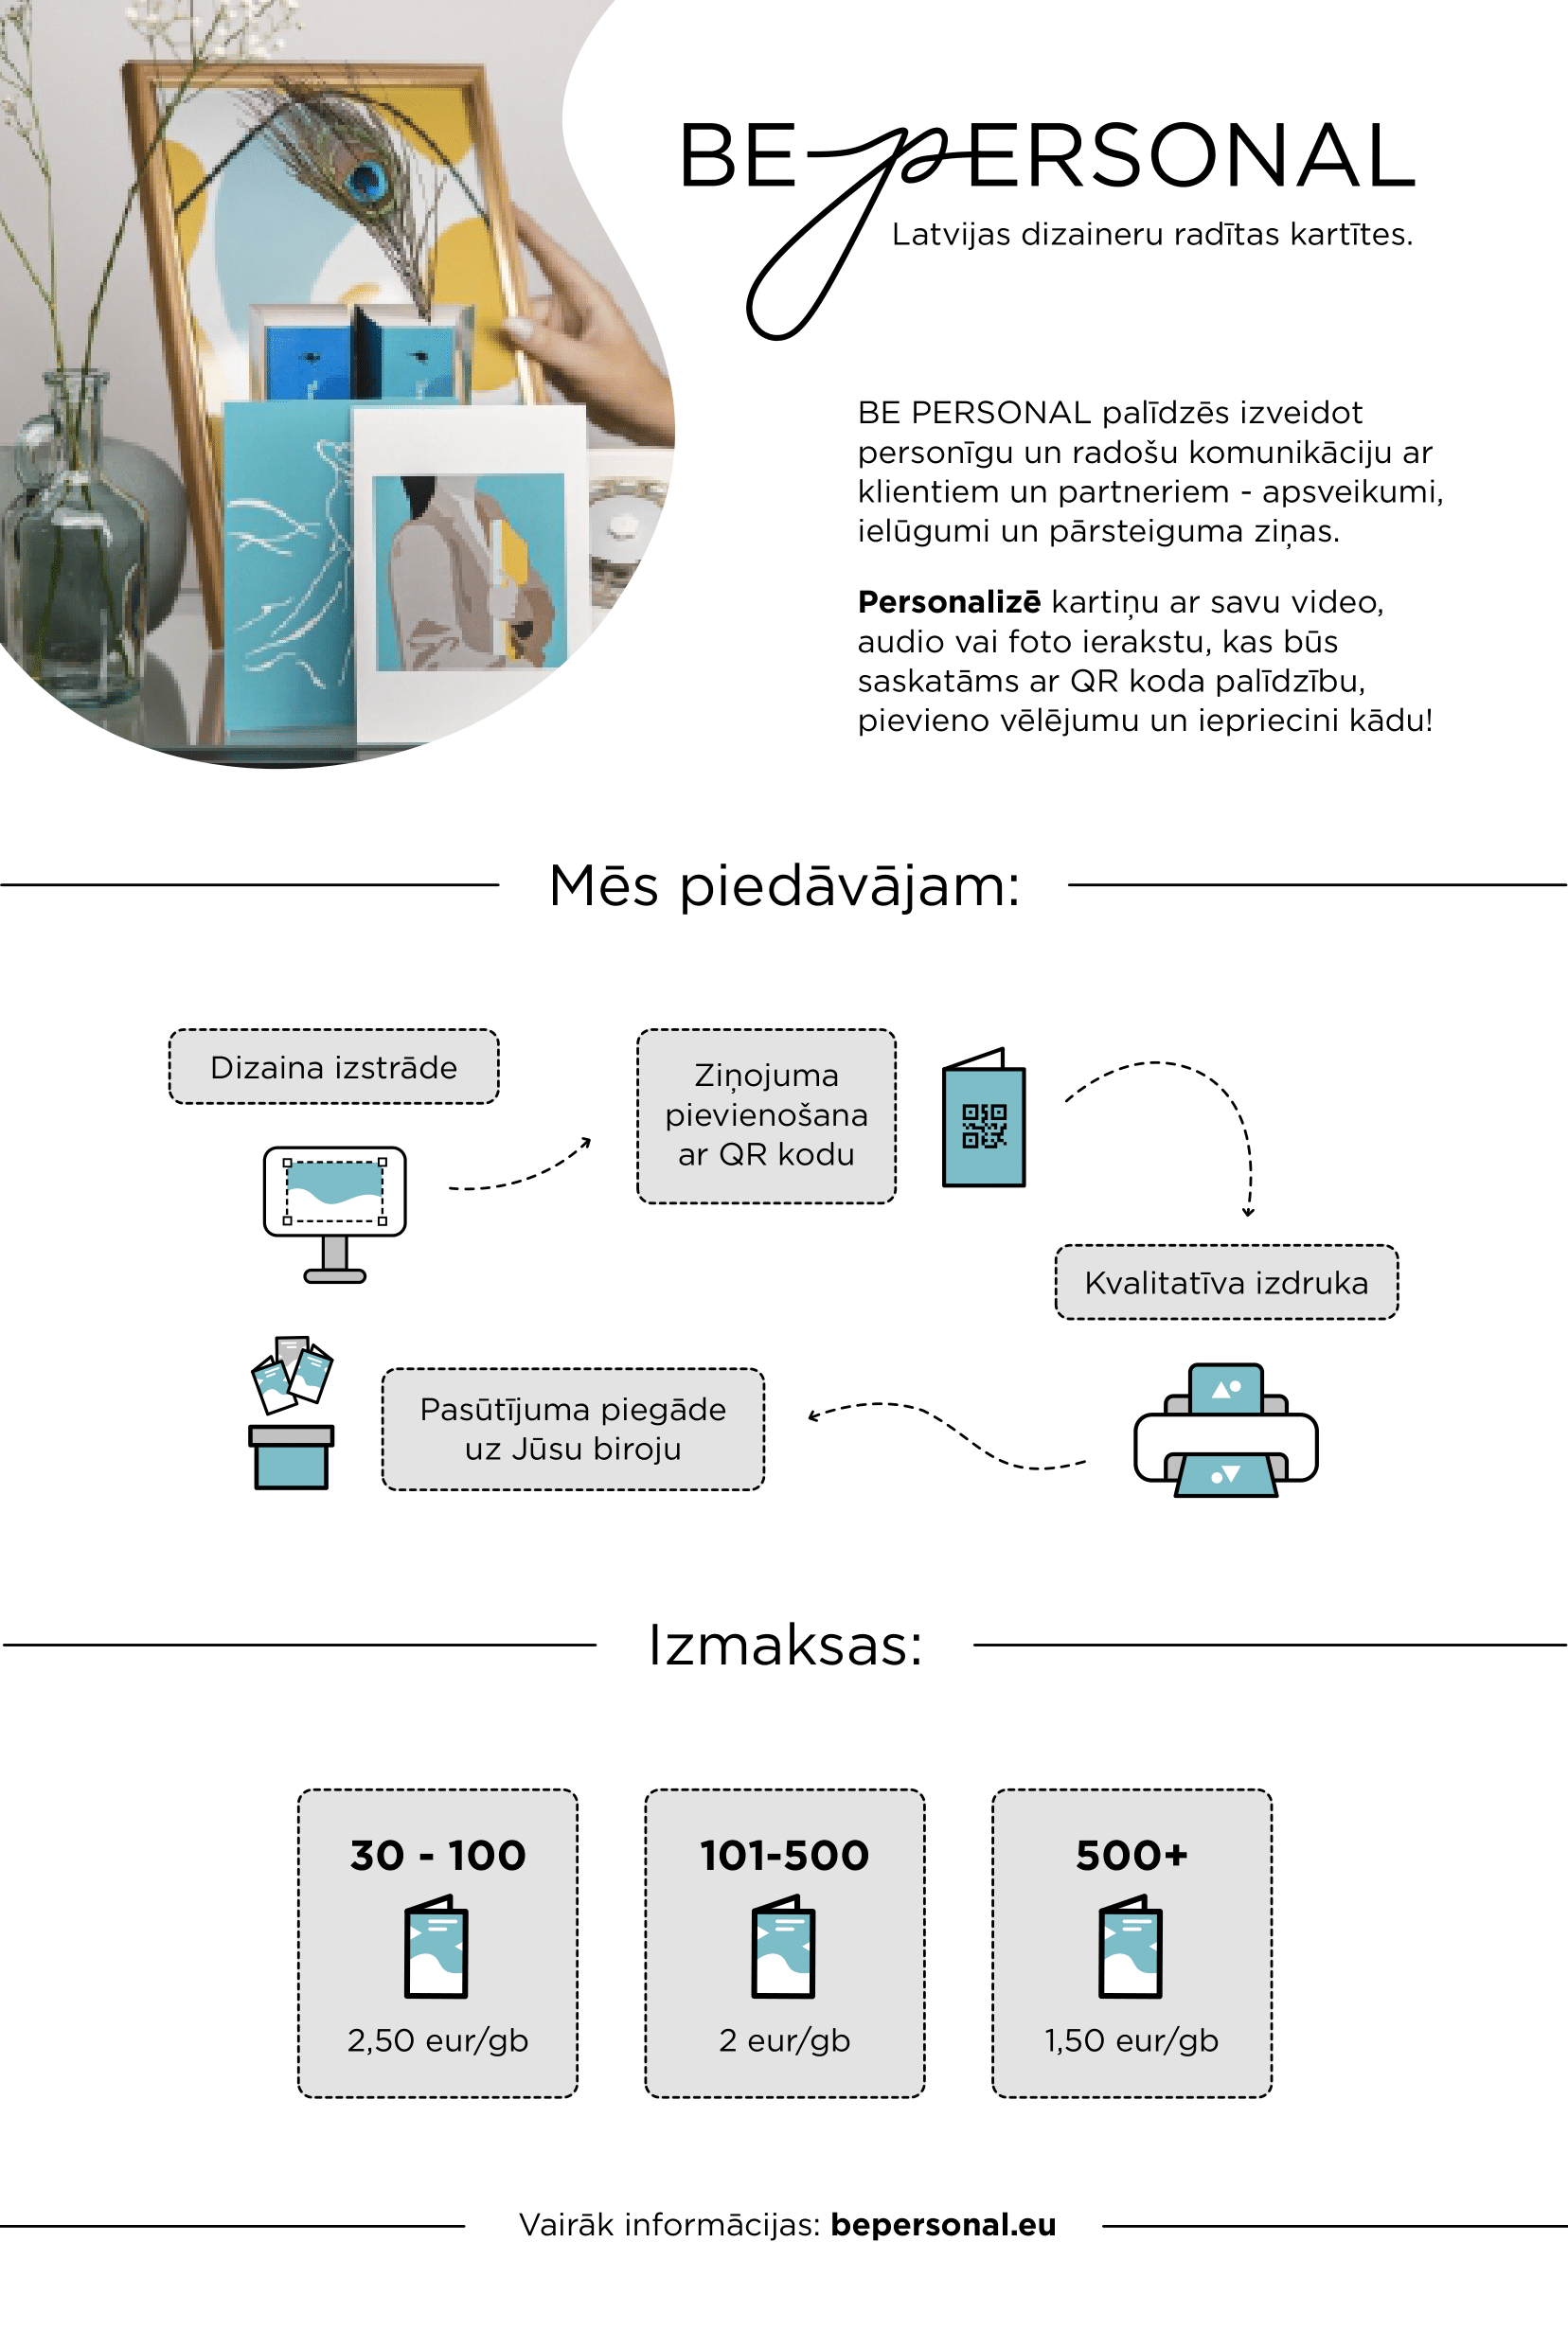 BE PERSONAL
Latvijas dizaineru radītas kartītes.
BE PERSONAL palīdzēs izveidot
personīgu un radošu komunikāciju ar
klientiem un partneriem - apsveikumi,
ielūgumi un pārsteiguma ziņas.
Personalizē kartiņu ar savu video,
audio vai foto ierakstu, kas būs
saskatāms ar QR koda palīdzību,
pievieno vēlējumu un iepriecini kādu!
Mēs piedāvājam:
Dizaina izstrāde
Ziņojuma
pievienošana
ar QR kodu
Kvalitatīva izdruka
Pasūtījuma piegāde
uz Jūsu biroju
Izmaksas:
30 - 100
2,50 eur/gb
101-500
2 eur/gb
500+
1,50 eur/gb
Vairāk informācijas: bepersonal.eu